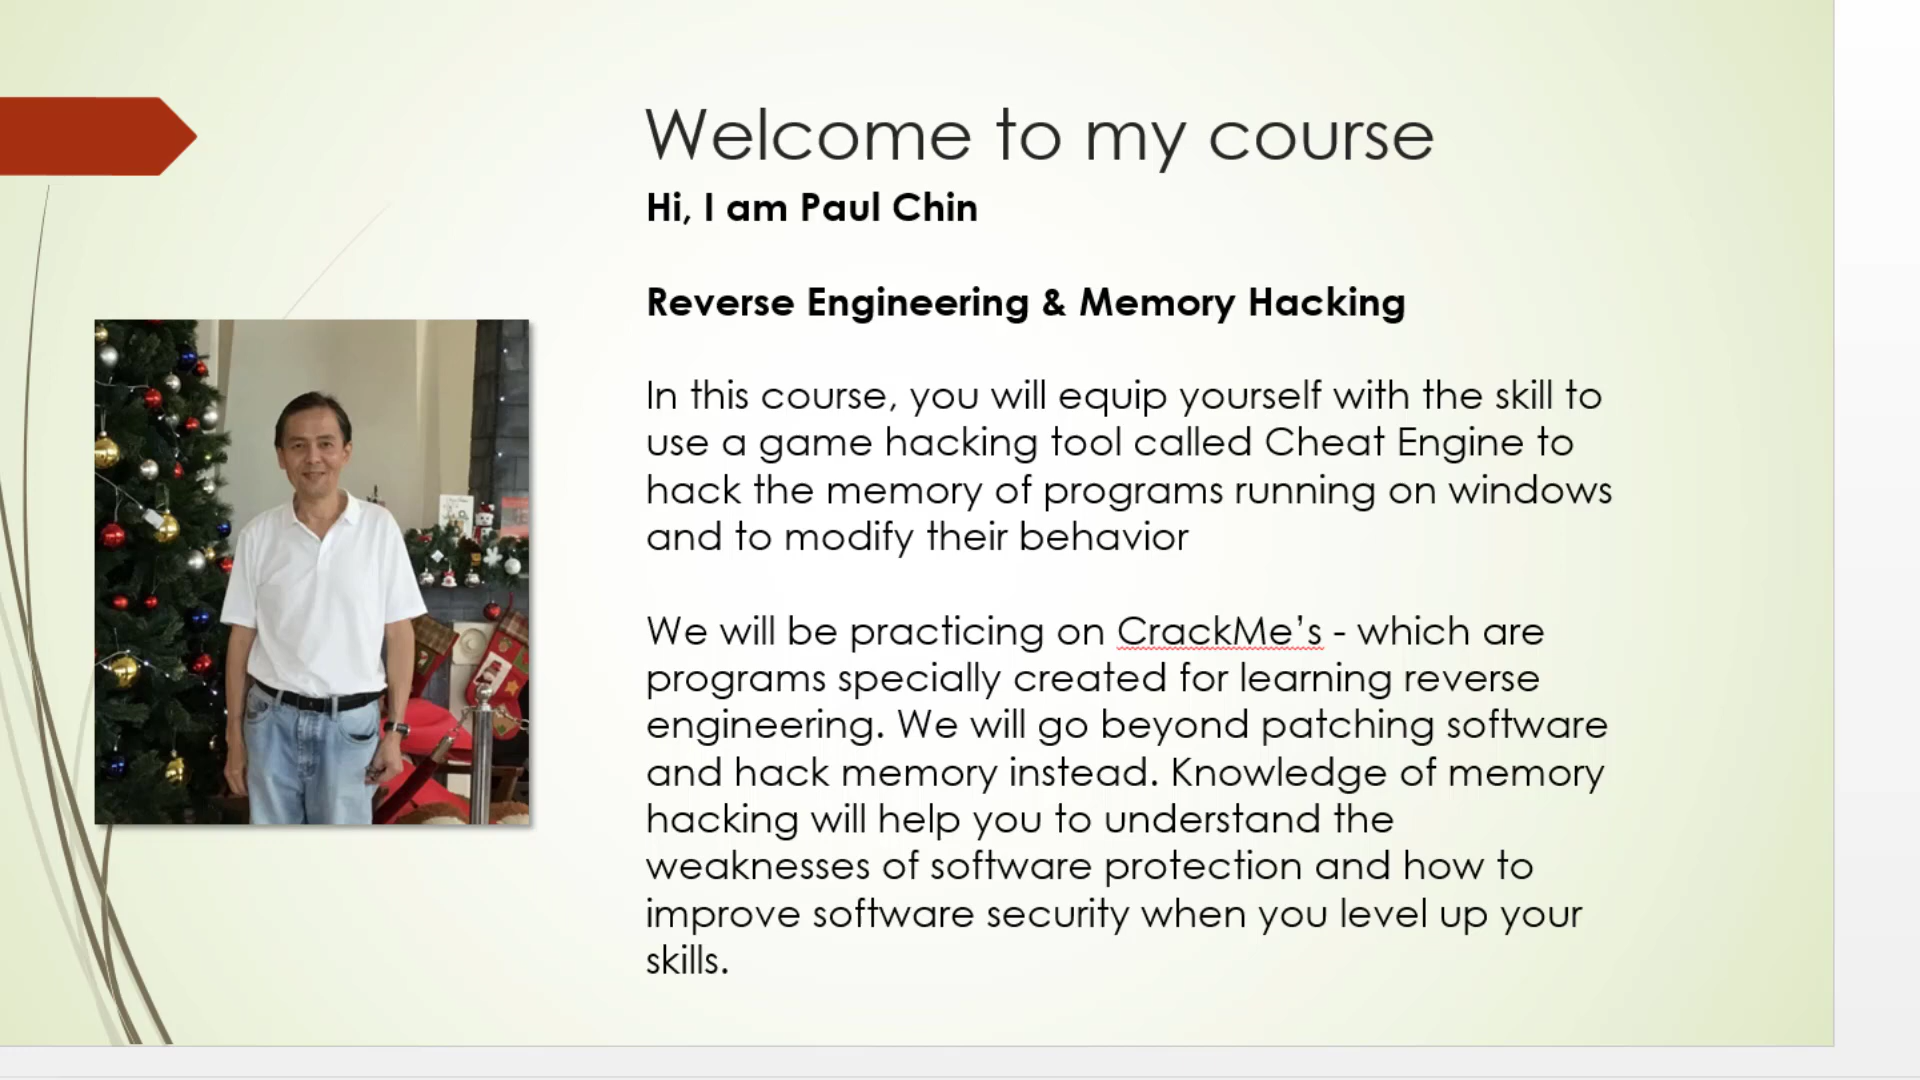 Welcome to my course
Hi, I am Paul Chin
Reverse Engineering & Memory Hacking
In this course, you will equip yourself with the skill to
use a game hacking tool called Cheat Engine to
hack the memory of programs running on windows
and to modify their behavior
We will be practicing on CrackMe’s - which are
programs specially created for learning reverse
engineering. We will go beyond patching software
and hack memory instead. Knowledge of memory
hacking will help you to understand the
weaknesses of software protection and how to
improve software security when you level up your
skills.